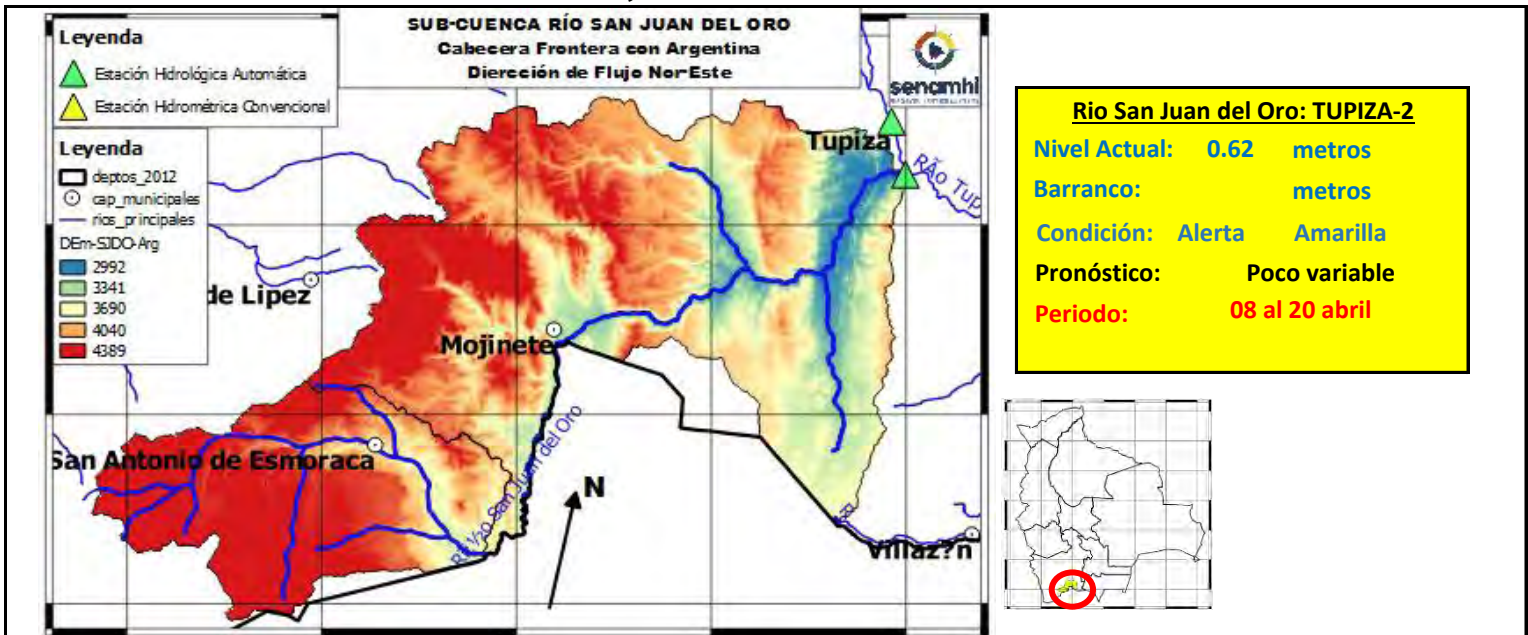 SUB-CUENCA RÍO SAN JUAN DEL ORO
Cabecera Frontera con Argentina
Diercción de Flujo Nor-Este
Leyenda
Estación Hidrológica Automática
Estación Hidrométrica Convencional
Leyenda
deptos_2012
cap_municipales
rios_principales
DEm-SJDO-Arg
2992
3341
3690
4040
4389
senamhi
Tupiza
RÃo Tup
de Lipez
Mojinete
San Antonio de Esmoraca
San Juan del Oro
N
Villaz?n
Rio San Juan del Oro: TUPIZA-2
Nivel Actual: 0.62 metros
Barranco: metros
Condición: Alerta Amarilla
Pronóstico: Poco variable
Periodo: 08 al 20 abril